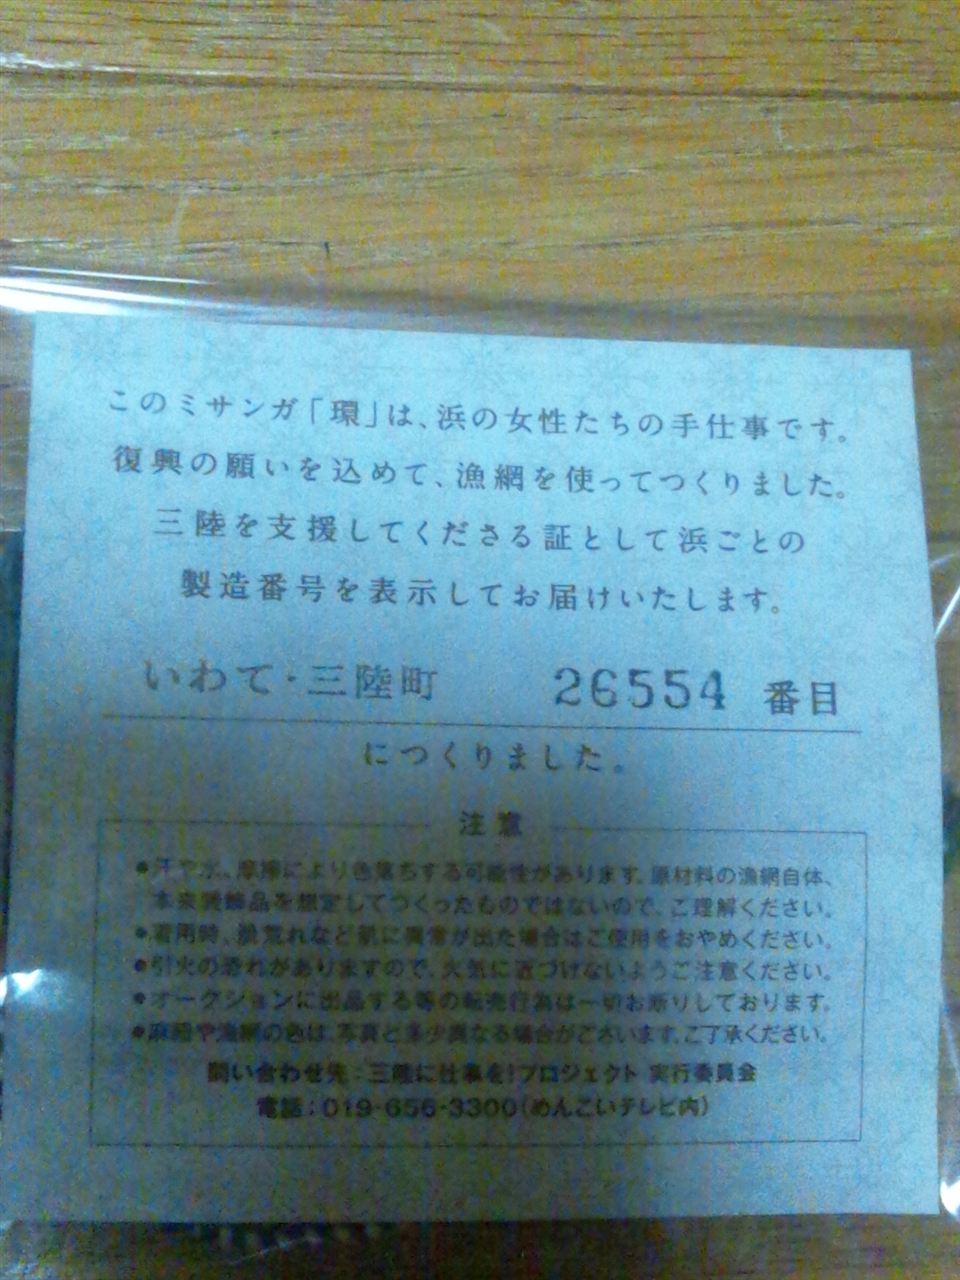 このミサンガ「環」は、浜の女性たちの手仕事です。
復興の願いを込めて、漁網を使ってつくりました。
三陸を支援してくださる証として浜ごとの
製造番号を表示してお届けいたします。
いわて・三陸町 26554 番目
につくりました。
注意
●汗や水、摩擦により色落ちする可能性があります。原材料の漁網自体、
本来装飾品を想定してつくったものではないので、ご理解ください。
●着用時、肌荒れなど肌に異常が出た場合はご使用をおやめください。
●引火の恐れがありますので、火気に近づけないようご注意ください。
●オークションに出品する等の転売行為は一切お断りしております。
●麻紐や漁網の色は、写真と多少異なる場合がございます。ご了承ください。
問い合わせ先：三陸に仕事を！プロジェクト 実行委員会
電話：019-656-3300（めんこいテレビ内）